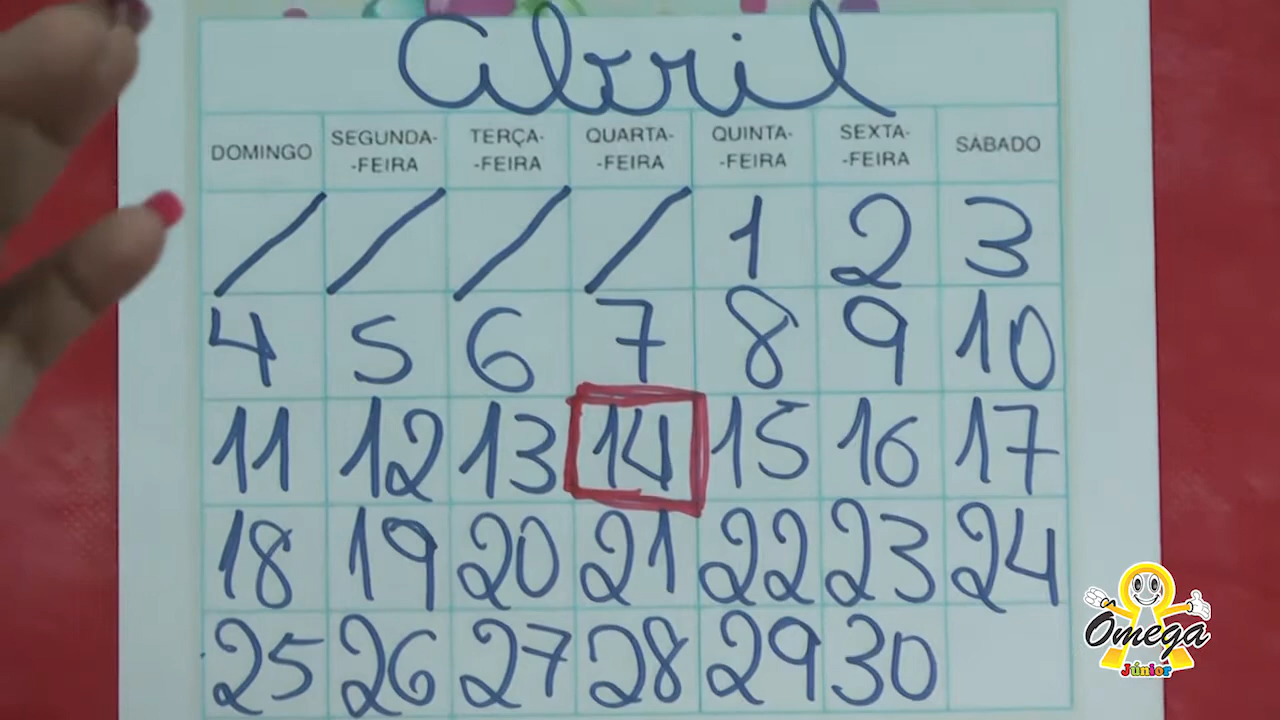 Abril
DOMINGO SEGUNDA-FEIRA TERÇA-FEIRA QUARTA-FEIRA QUINTA-FEIRA SEXTA-FEIRA SÁBADO
1 2 3
4 5 6 7 8 9 10
11 12 13 14 15 16 17
18 19 20 21 22 23 24
25 26 27 28 29 30
Omega
Júnior